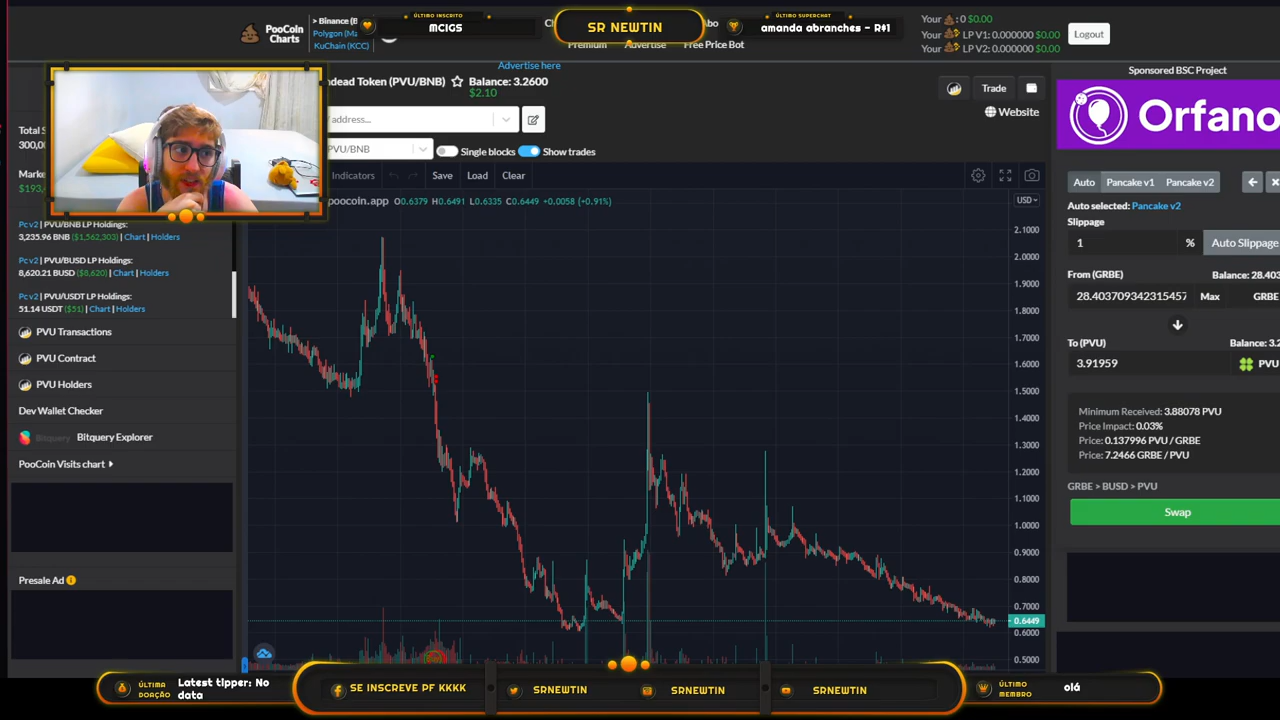 PooCoin
Charts
> Binance (B
Polygon (Ma
KuChain (KCC)
ÚLTIMO INSCRITO
MCIGS
SR NEWTIN
ÚLTIMO SUPERCHAT
amanda abranches - R$1
Premium
Advertise
Free Price Bot
Your : 0 $0.00
Your LP V1: 0.000000 $0.00
Your LP V2: 0.000000 $0.00
Logout
Advertise here
ndead Token (PVU/BNB)
Balance: 3.2600
$2.10
Trade
Website
address...
PVU/BNB
Single blocks
Show trades
Indicators
Save
Load
Clear
poocoin.app O0.6379 H0.6491 L0.6335 C0.6449 +0.0058 (+0.91%)
USD
2.1000
2.0000
1.9000
1.8000
1.7000
1.6000
1.5000
1.4000
1.3000
1.2000
1.1000
1.0000
0.9000
0.8000
0.7000
0.6449
0.6000
0.5000
Total S
300,0
Marke
$193,
Pc v2 | PVU/BNB LP Holdings:
3,235.96 BNB ($1,562,303) | Chart | Holders
Pc v2 | PVU/BUSD LP Holdings:
8,620.21 BUSD ($8,620) | Chart | Holders
Pc v2 | PVU/USDT LP Holdings:
51.14 USDT ($51) | Chart | Holders
PVU Transactions
PVU Contract
PVU Holders
Dev Wallet Checker
Bitquery Bitquery Explorer
PooCoin Visits chart
Presale Ad
Sponsored BSC Project
Orfano
Auto
Pancake v1
Pancake v2
Auto selected: Pancake v2
Slippage
1
%
Auto Slippage
From (GRBE)
Balance: 28.403
28.403709342315457
Max
GRBE
To (PVU)
Balance: 3.2
3.91959
PVU
Minimum Received: 3.88078 PVU
Price Impact: 0.03%
Price: 0.137996 PVU / GRBE
Price: 7.2466 GRBE / PVU
GRBE > BUSD > PVU
Swap
ÚLTIMA
DOAÇÃO
Latest tipper: No
data
SE INSCREVE PF KKKK
SRNEWTIN
SRNEWTIN
SRNEWTIN
ÚLTIMO
MEMBRO
olá